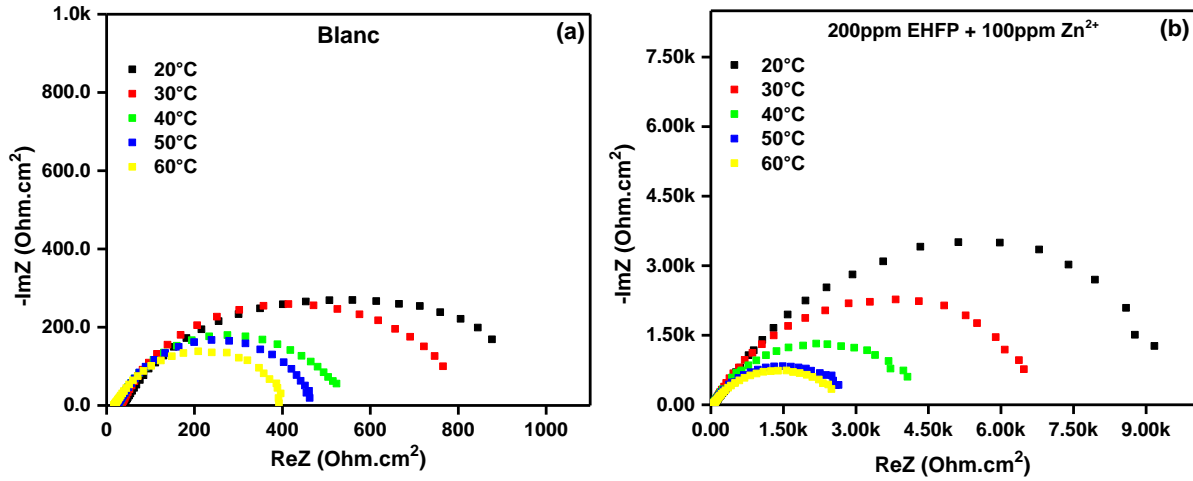 Blanc
(a)
20°C
30°C
40°C
50°C
60°C
1.0k
800.0
600.0
400.0
200.0
0.0
-ImZ (Ohm.cm²)
0 200 400 600 800 1000
ReZ (Ohm.cm²)
200ppm EHFP + 100ppm Zn²⁺
(b)
20°C
30°C
40°C
50°C
60°C
7.50k
6.00k
4.50k
3.00k
1.50k
0.00
-ImZ (Ohm.cm²)
0.00 1.50k 3.00k 4.50k 6.00k 7.50k 9.00k
ReZ (Ohm.cm²)